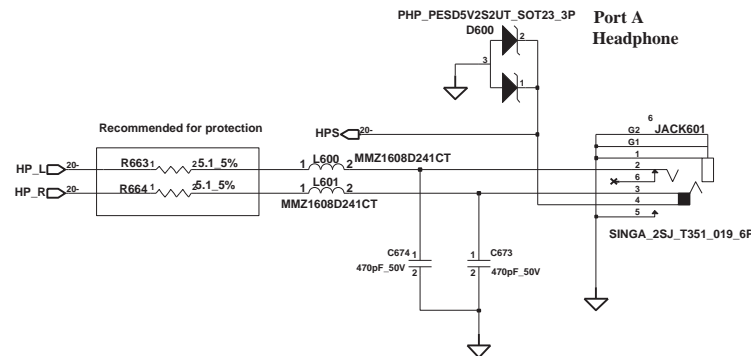 PHP_PESD5V2S2UT_SOT23_3P
D600
Port A
Headphone
2
3
1
6
Recommended for protection
HPS 20-
G2 JACK601
G1
HP_L 20- R663 1 2 5.1_5% 1 L600 2 MMZ1608D241CT
1
2
6
HP_R 20- R664 1 2 5.1_5% 1 L601 2
3
MMZ1608D241CT
4
5
SINGA_2SJ_T351_019_6P
C674 1
470pF_50V 2
1 C673
2 470pF_50V